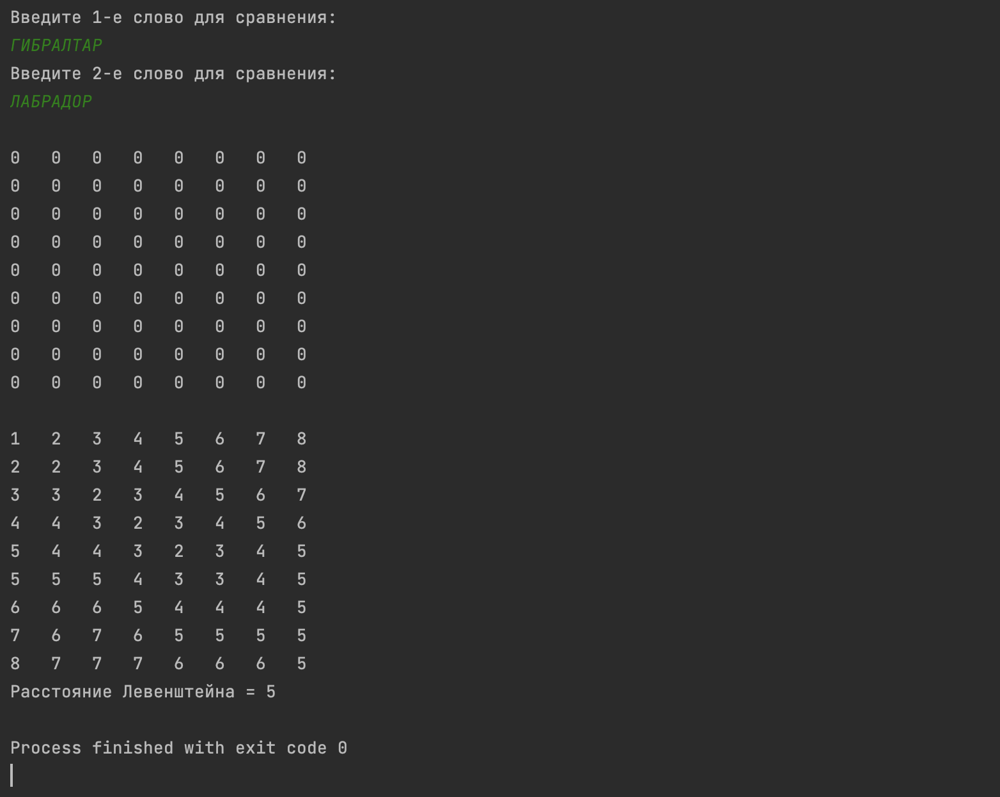 Введите 1-е слово для сравнения:
ГИБРАЛТАР
Введите 2-е слово для сравнения:
ЛАБРАДОР
0 0 0 0 0 0 0 0
0 0 0 0 0 0 0 0
0 0 0 0 0 0 0 0
0 0 0 0 0 0 0 0
0 0 0 0 0 0 0 0
0 0 0 0 0 0 0 0
0 0 0 0 0 0 0 0
0 0 0 0 0 0 0 0
0 0 0 0 0 0 0 0
1 2 3 4 5 6 7 8
2 2 3 4 5 6 7 8
3 3 2 3 4 5 6 7
4 4 3 2 3 4 5 6
5 4 4 3 2 3 4 5
5 5 5 4 3 3 4 5
6 6 6 5 4 4 4 5
7 6 7 6 5 5 5 5
8 7 7 7 6 6 6 5
Расстояние Левенштейна = 5
Process finished with exit code 0